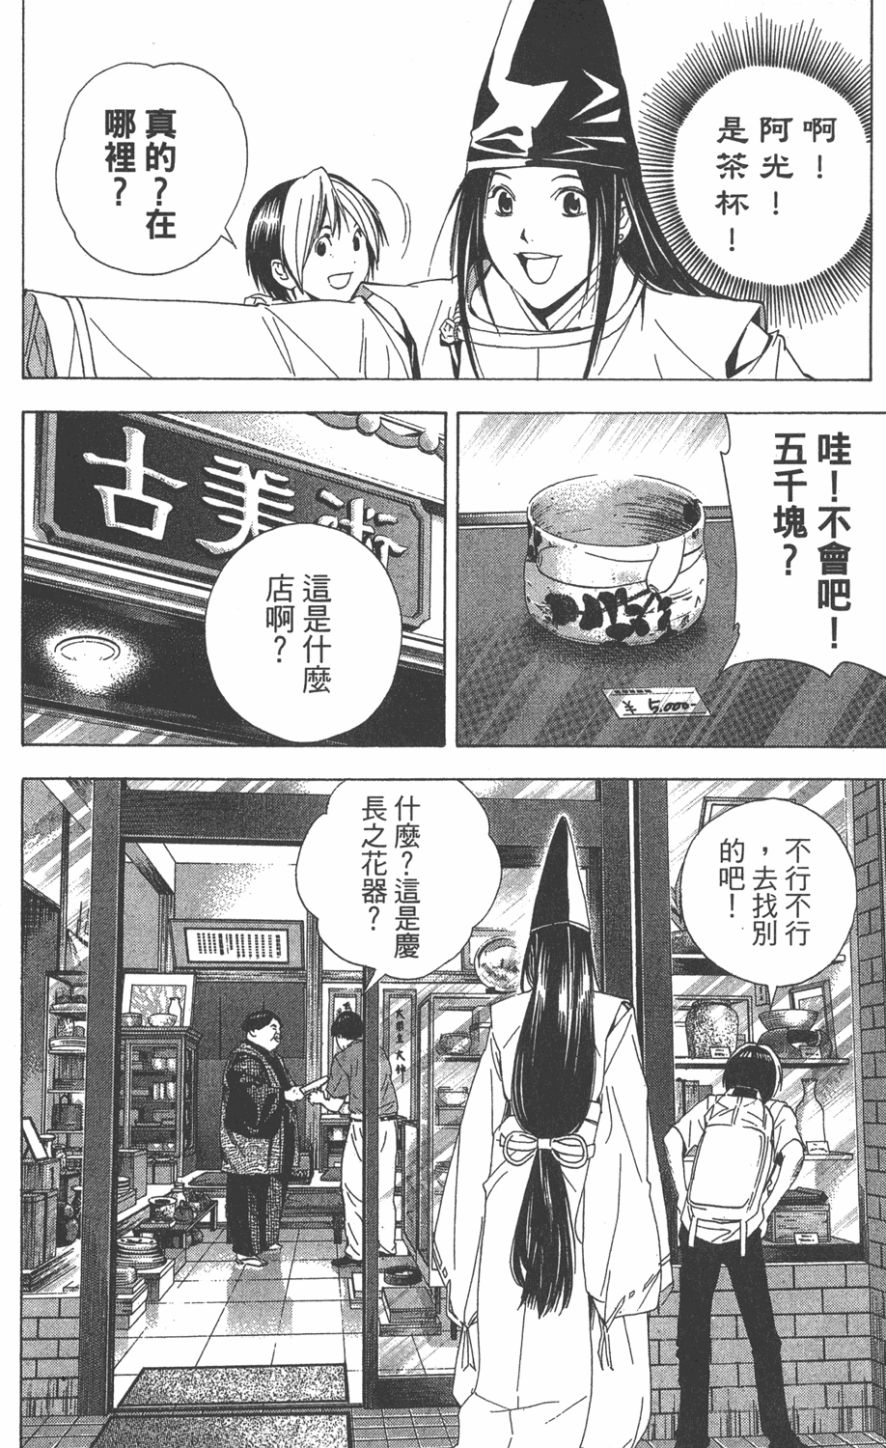 啊！
阿光！
是茶杯！
真的？在
哪裡？
哇！不會吧！
五千塊？
¥5,000-
古美術
這是什麼
店啊？
不行不行
，去找別
的吧！
什麼？這是慶
長之花器？